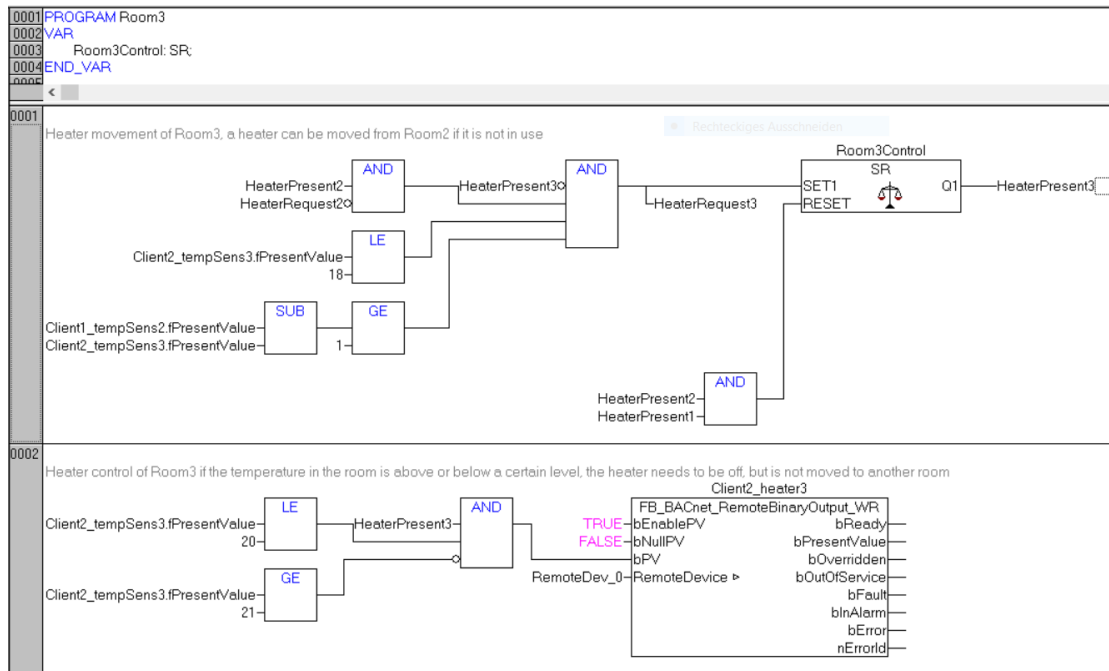 0001 PROGRAM Room3
0002 VAR
0003 Room3Control: SR;
0004 END_VAR
0005
0001
Heater movement of Room3, a heater can be moved from Room2 if it is not in use
Rechteckiges Ausschneiden
Room3Control
AND AND SR
HeaterPresent2 HeaterPresent3 SET1 Q1 HeaterPresent3
HeaterRequest2 HeaterRequest3 RESET
LE
Client2_tempSens3.fPresentValue
18
SUB GE
Client1_tempSens2.fPresentValue
Client2_tempSens3.fPresentValue 1
AND
HeaterPresent2
HeaterPresent1
0002
Heater control of Room3 if the temperature in the room is above or below a certain level, the heater needs to be off, but is not moved to another room
Client2_heater3
LE AND FB_BACnet_RemoteBinaryOutput_WR
Client2_tempSens3.fPresentValue HeaterPresent3 TRUE bEnablePV bReady
20 FALSE bNullPV bPresentValue
bPV bOverridden
GE RemoteDev_0 RemoteDevice bOutOfService
Client2_tempSens3.fPresentValue bFault
21 bInAlarm
bError
nErrorId